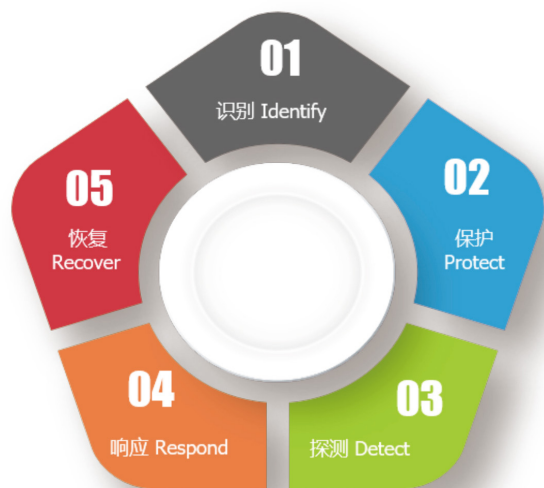 01
识别 Identify
02
保护
Protect
03
探测 Detect
04
响应 Respond
05
恢复
Recover